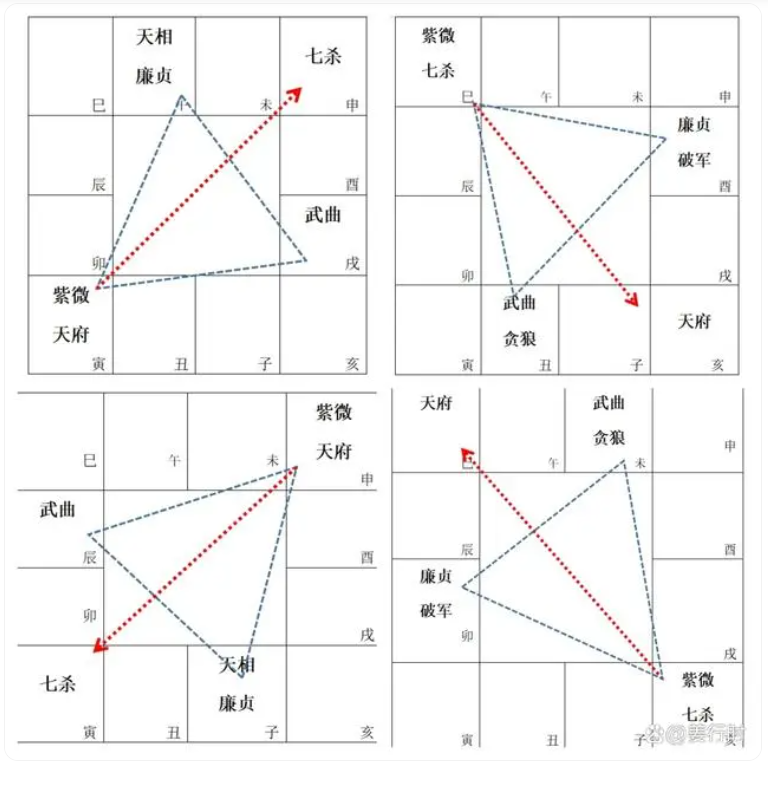 天相
廉贞
七杀
巳 午 未 申
辰 酉
武曲
卯 戌
紫微
天府
寅 丑 子 亥
紫微
七杀
巳 午 未 申
廉贞
破军
辰 酉
卯 戌
武曲
贪狼
天府
寅 丑 子 亥
紫微
天府
巳 午 未 申
武曲
辰 酉
卯 戌
七杀
天相
廉贞
寅 丑 子 亥
天府
武曲
贪狼
巳 午 未 申
辰 酉
廉贞
破军
卯 戌
紫微
七杀
寅 丑 子 亥